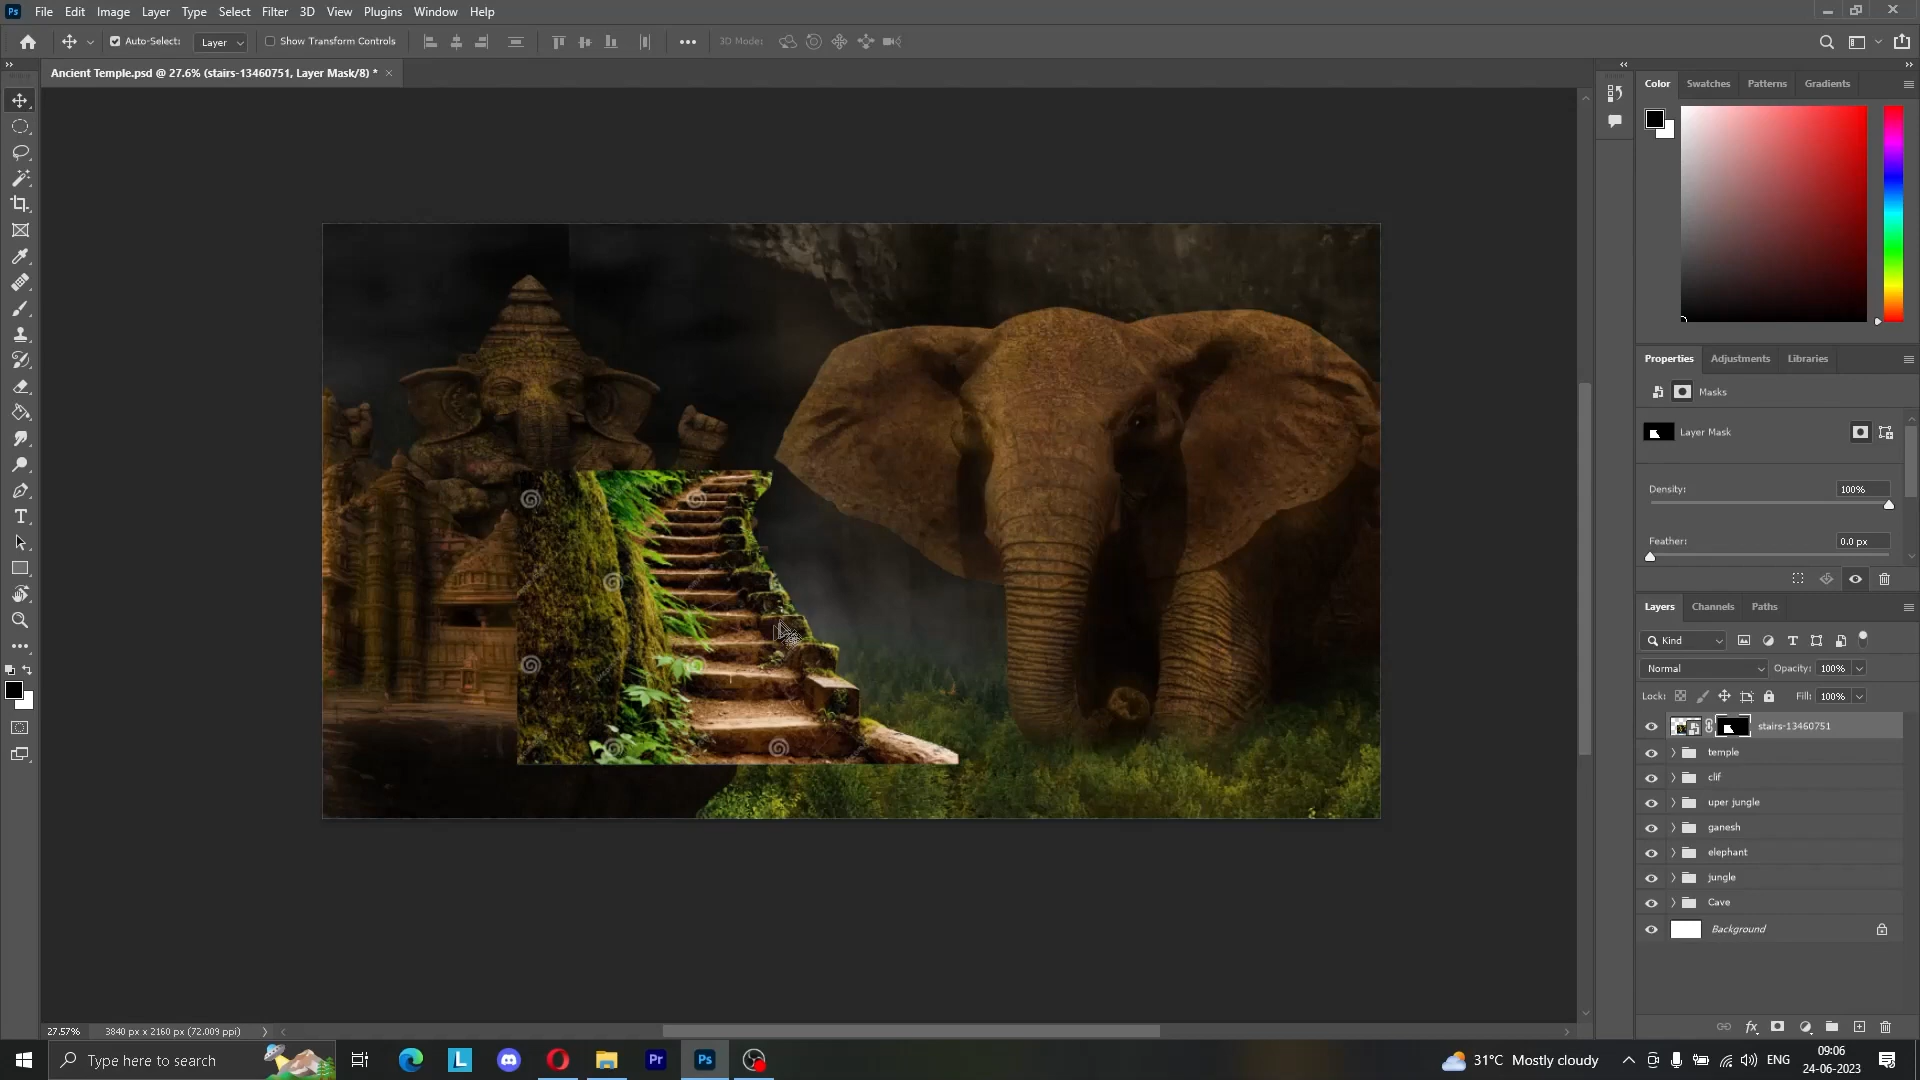 Ps File Edit Image Layer Type Select Filter 3D View Plugins Window Help
Auto-Select: Layer Show Transform Controls 3D Mode:
Ancient Temple.psd @ 27.6% (stairs-13460751, Layer Mask/8) *
Color Swatches Patterns Gradients
Properties Adjustments Libraries
Masks
Layer Mask
Density: 100%
Feather: 0.0 px
Layers Channels Paths
Kind
Normal Opacity: 100%
Lock: Fill: 100%
stairs-13460751
temple
clif
uper jungle
ganesh
elephant
jungle
Cave
Background
27.57% 3840 px x 2160 px (72.009 ppi)
Type here to search
L
Pr
Ps
31°C Mostly cloudy
ENG
09:06
24-06-2023